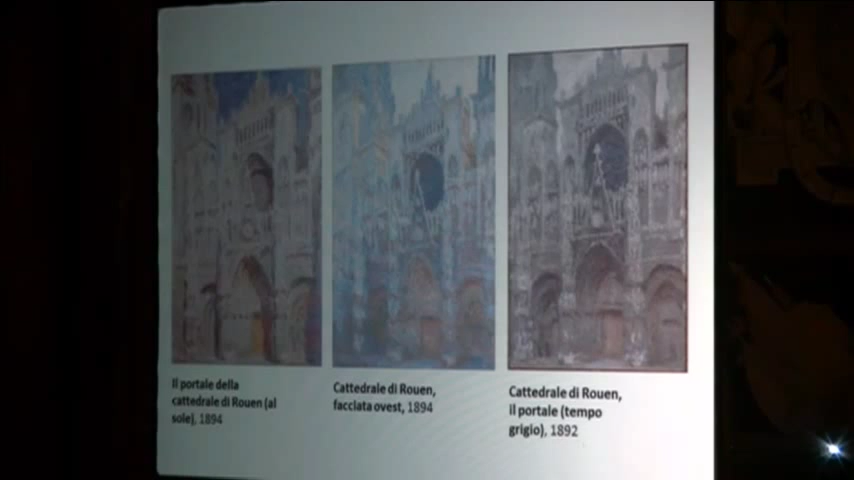 Il portale della
cattedrale di Rouen (al
sole), 1894
Cattedrale di Rouen,
facciata ovest, 1894
Cattedrale di Rouen,
il portale (tempo
grigio), 1892